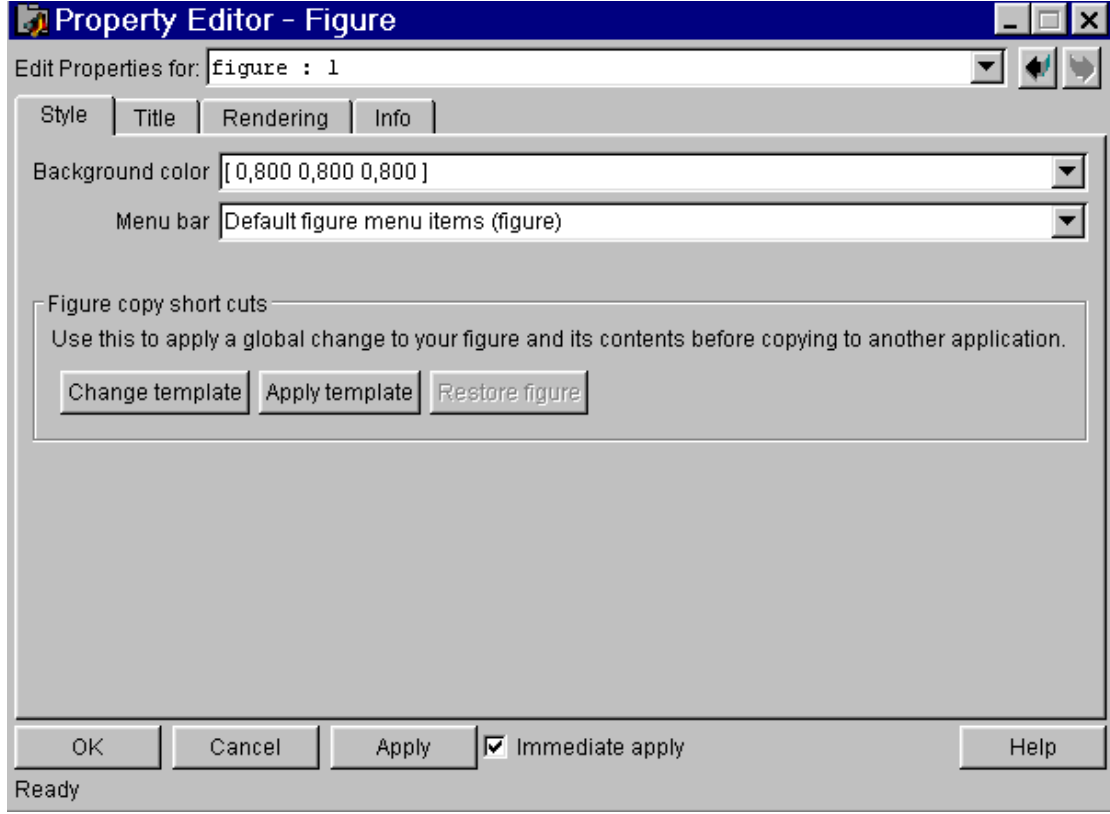 Property Editor - Figure
Edit Properties for: figure : 1
Style Title Rendering Info
Background color [ 0,800 0,800 0,800 ]
Menu bar Default figure menu items (figure)
Figure copy short cuts
Use this to apply a global change to your figure and its contents before copying to another application.
Change template Apply template Restore figure
OK Cancel Apply Immediate apply Help
Ready